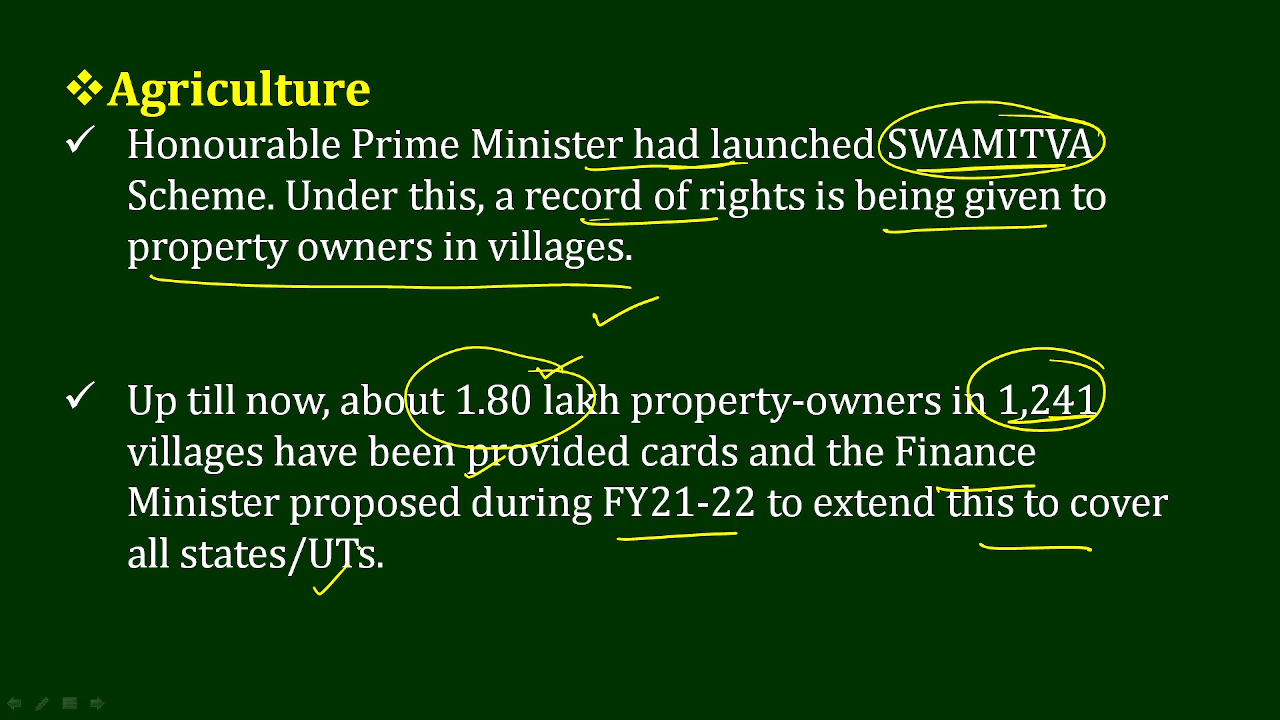 Agriculture
Honourable Prime Minister had launched SWAMITVA
Scheme. Under this, a record of rights is being given to
property owners in villages.
Up till now, about 1.80 lakh property-owners in 1,241
villages have been provided cards and the Finance
Minister proposed during FY21-22 to extend this to cover
all states/UTs.